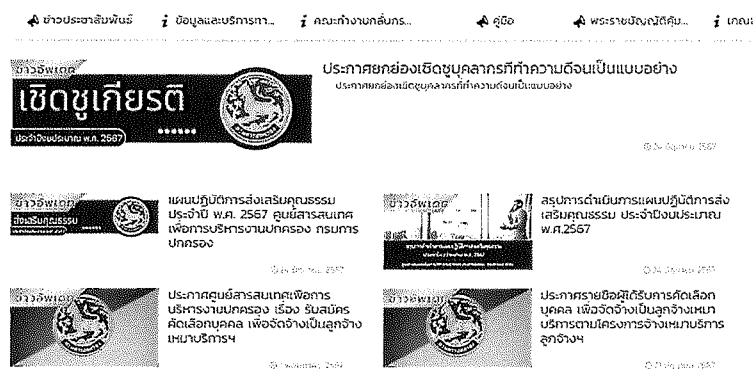 ข่าวประชาสัมพันธ์
ข้อมูลและบริการทา...
คณะทำงานกลั่นกร...
คู่มือ
พระราชบัญญัติคุ้ม...
ข่าวอัพเดต
เชิดชูเกียรติ
ประจำปีงบประมาณ พ.ศ. 2567
ประกาศยกย่องเชิดชูบุคลากรที่ทำความดีจนเป็นแบบอย่าง
ประกาศยกย่องเชิดชูบุคลากรที่ทำความดีจนเป็นแบบอย่าง
24 มิถุนายน 2567
ข่าวอัพเดต
ส่งเสริมคุณธรรม
แผนปฏิบัติการส่งเสริมคุณธรรม
ประจำปี พ.ศ. 2567 ศูนย์สารสนเทศ
เพื่อการบริหารงานปกครอง กรมการ
ปกครอง
ข่าวอัพเดต
สรุปการดำเนินการแผนปฏิบัติการส่ง
เสริมคุณธรรม ประจำปีงบประมาณ
พ.ศ.2567
ข่าวอัพเดต
ประกาศศูนย์สารสนเทศเพื่อการ
บริหารงานปกครอง เรื่อง รับสมัคร
คัดเลือกบุคคล เพื่อจัดจ้างเป็นลูกจ้าง
เหมาบริการฯ
ข่าวอัพเดต
ประกาศรายชื่อผู้ได้รับการคัดเลือก
บุคคล เพื่อจัดจ้างเป็นลูกจ้างเหมา
บริการตามโครงการจ้างเหมาบริการ
ลูกจ้างฯ